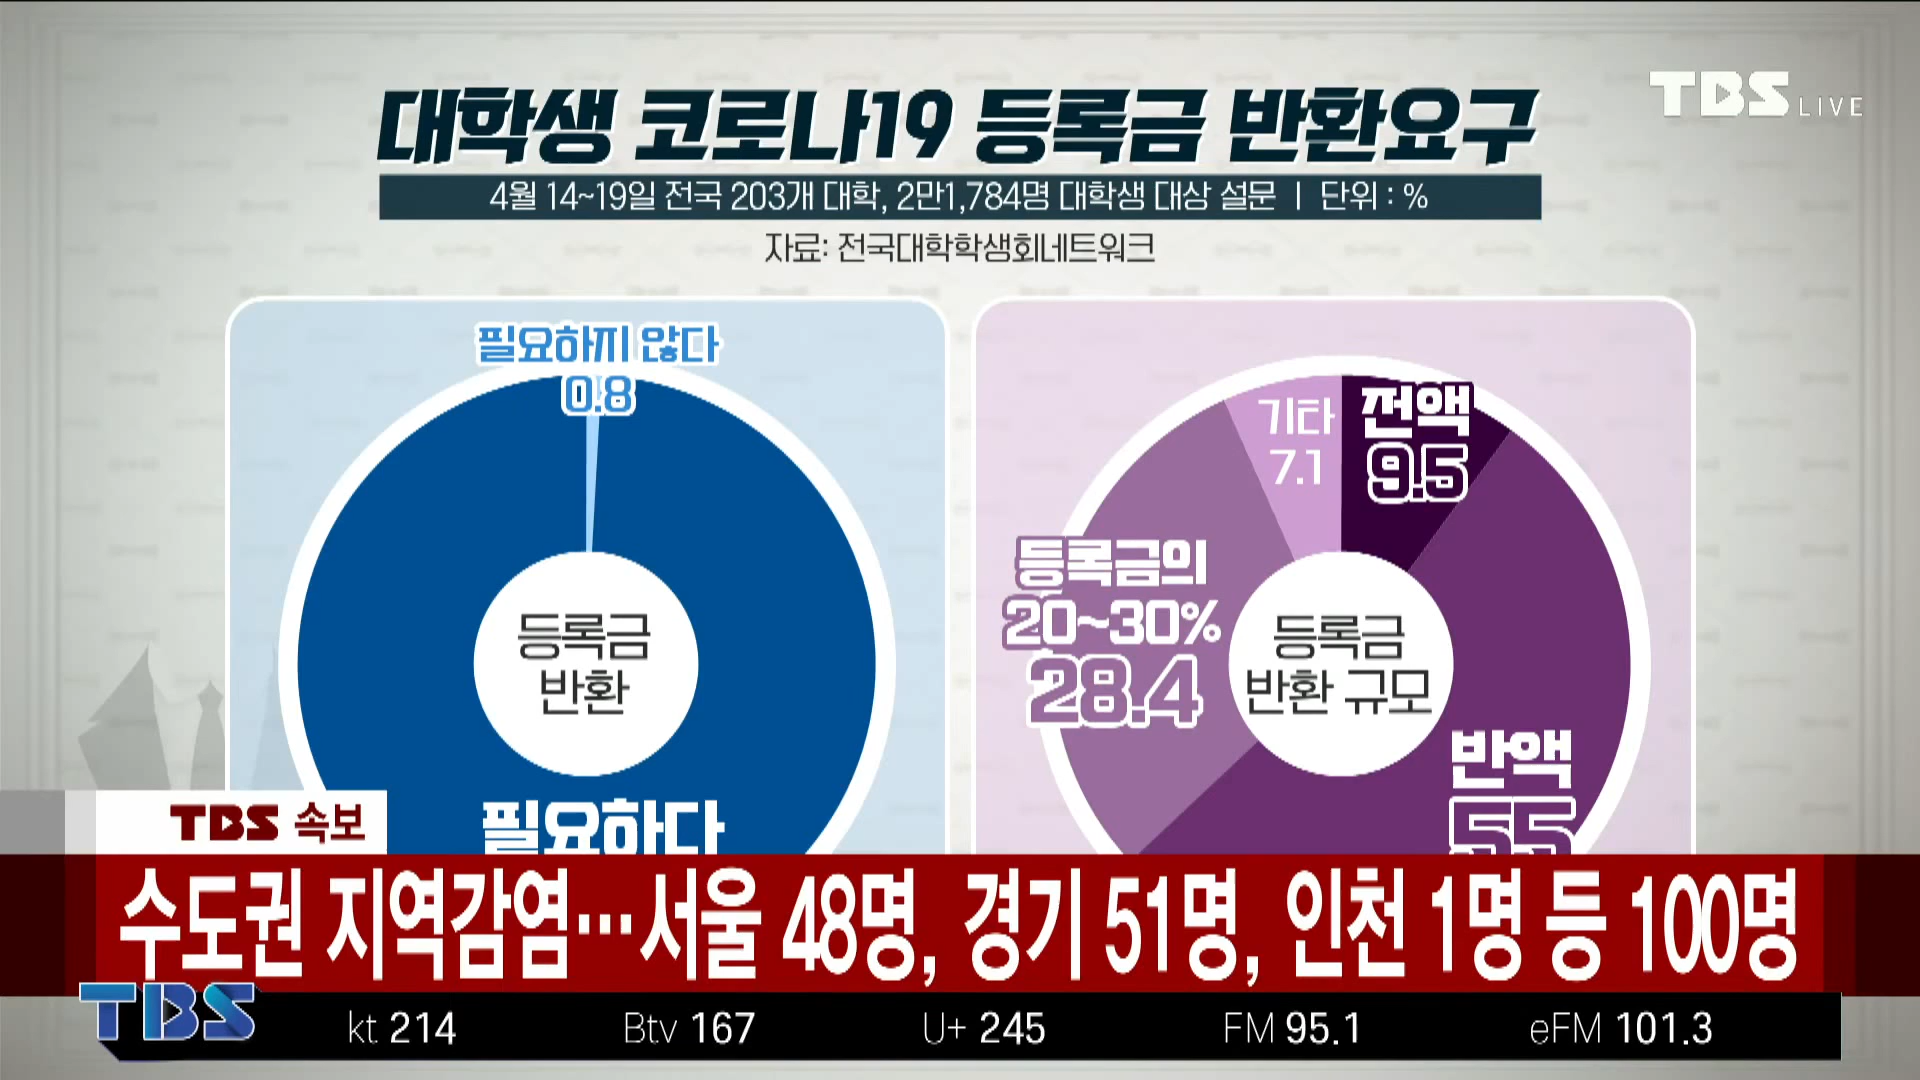 대학생 코로나19 등록금 반환요구
TBS LIVE
4월 14~19일 전국 203개 대학, 2만1,784명 대학생 대상 설문 | 단위 : %
자료: 전국대학학생회네트워크
필요하지 않다
0.8
등록금
반환
필요하다
기타
7.1
전액
9.5
등록금의
20~30%
28.4
등록금
반환 규모
반액
55
TBS 속보
수도권 지역감염…서울 48명, 경기 51명, 인천 1명 등 100명
TBS
kt 214 Btv 167 U+ 245 FM 95.1 eFM 101.3